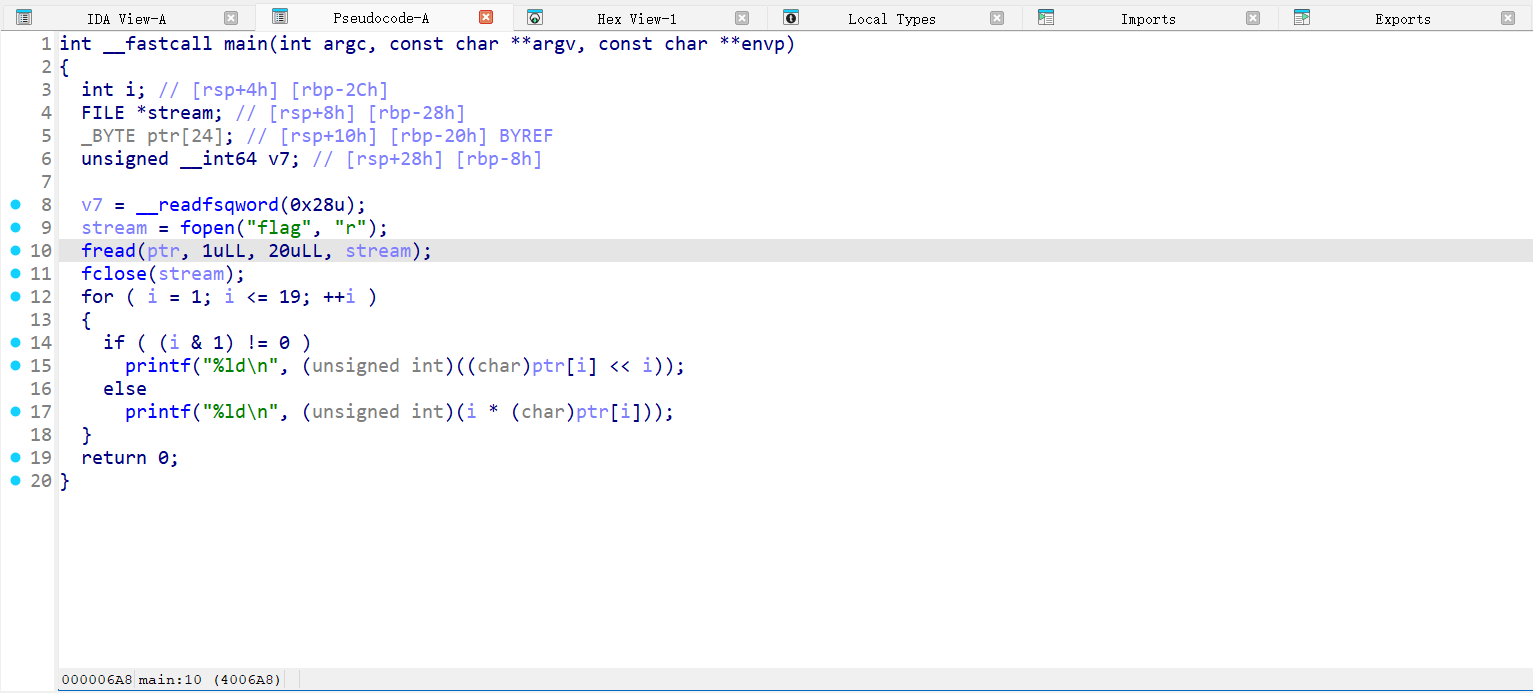 IDA View-A Pseudocode-A Hex View-1 Local Types Imports Exports
1 int __fastcall main(int argc, const char **argv, const char **envp)
2 {
3   int i; // [rsp+4h] [rbp-2Ch]
4   FILE *stream; // [rsp+8h] [rbp-28h]
5   _BYTE ptr[24]; // [rsp+10h] [rbp-20h] BYREF
6   unsigned __int64 v7; // [rsp+28h] [rbp-8h]
7
8   v7 = __readfsqword(0x28u);
9   stream = fopen("flag", "r");
10   fread(ptr, 1uLL, 20uLL, stream);
11   fclose(stream);
12   for ( i = 1; i <= 19; ++i )
13   {
14     if ( (i & 1) != 0 )
15       printf("%ld\n", (unsigned int)((char)ptr[i] << i));
16     else
17       printf("%ld\n", (unsigned int)(i * (char)ptr[i]));
18   }
19   return 0;
20 }
000006A8 main:10 (4006A8)